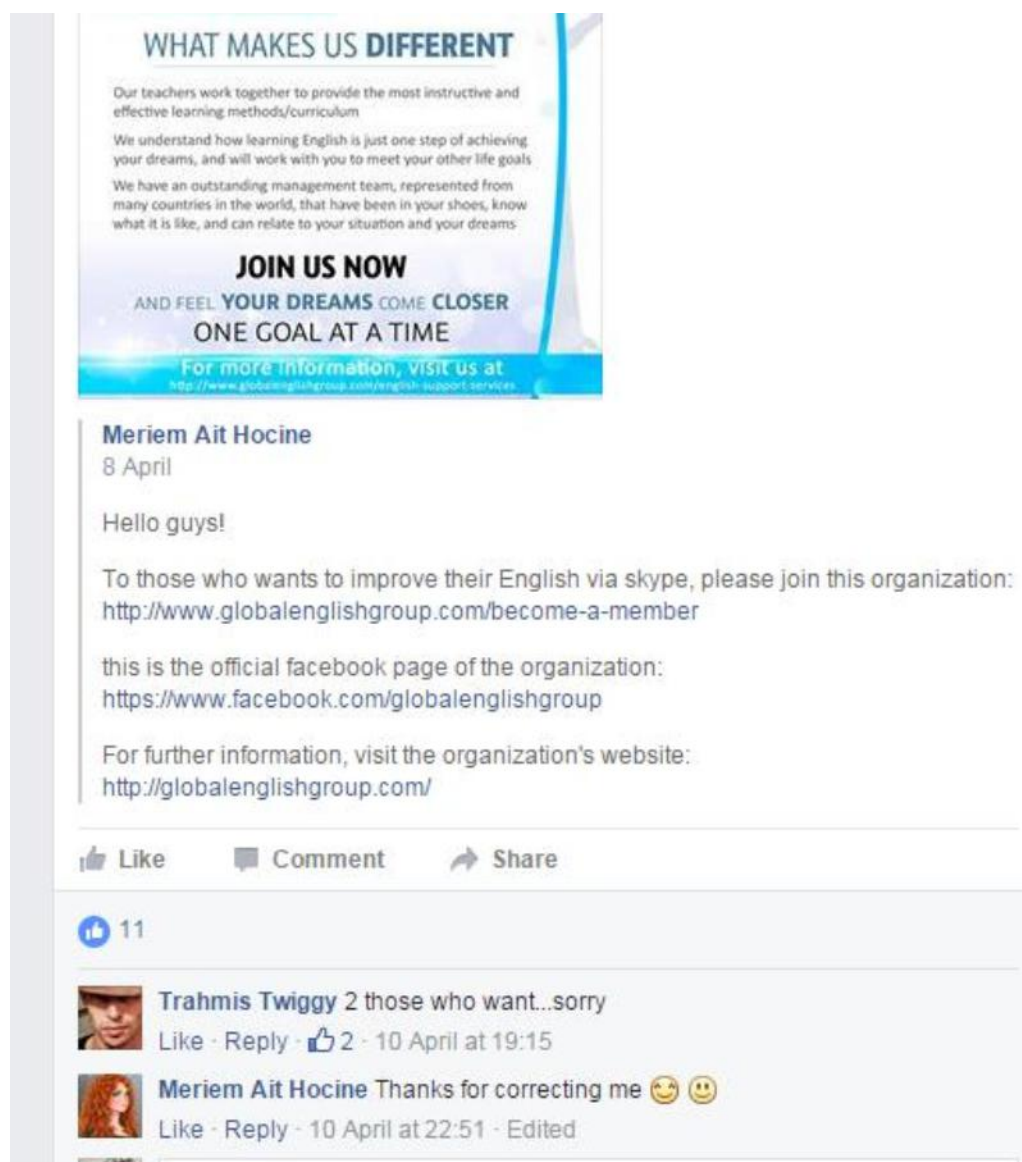 WHAT MAKES US DIFFERENT
Our teachers work together to provide the most instructive and
effective learning methods/curriculum
We understand how learning English is just one step of achieving
your dreams, and will work with you to meet your other life goals
We have an outstanding management team, represented from
many countries in the world, that have been in your shoes, know
what it is like, and can relate to your situation and your dreams
JOIN US NOW
AND FEEL YOUR DREAMS COME CLOSER
ONE GOAL AT A TIME
For more information, visit us at
http://www.globalenglishgroup.com/english-support-services
Meriem Ait Hocine
8 April
Hello guys!
To those who wants to improve their English via skype, please join this organization:
http://www.globalenglishgroup.com/become-a-member
this is the official facebook page of the organization:
https://www.facebook.com/globalenglishgroup
For further information, visit the organization's website:
http://globalenglishgroup.com/
Like Comment Share
11
Trahmis Twiggy 2 those who want...sorry
Like · Reply · 2 · 10 April at 19:15
Meriem Ait Hocine Thanks for correcting me
Like · Reply · 10 April at 22:51 · Edited